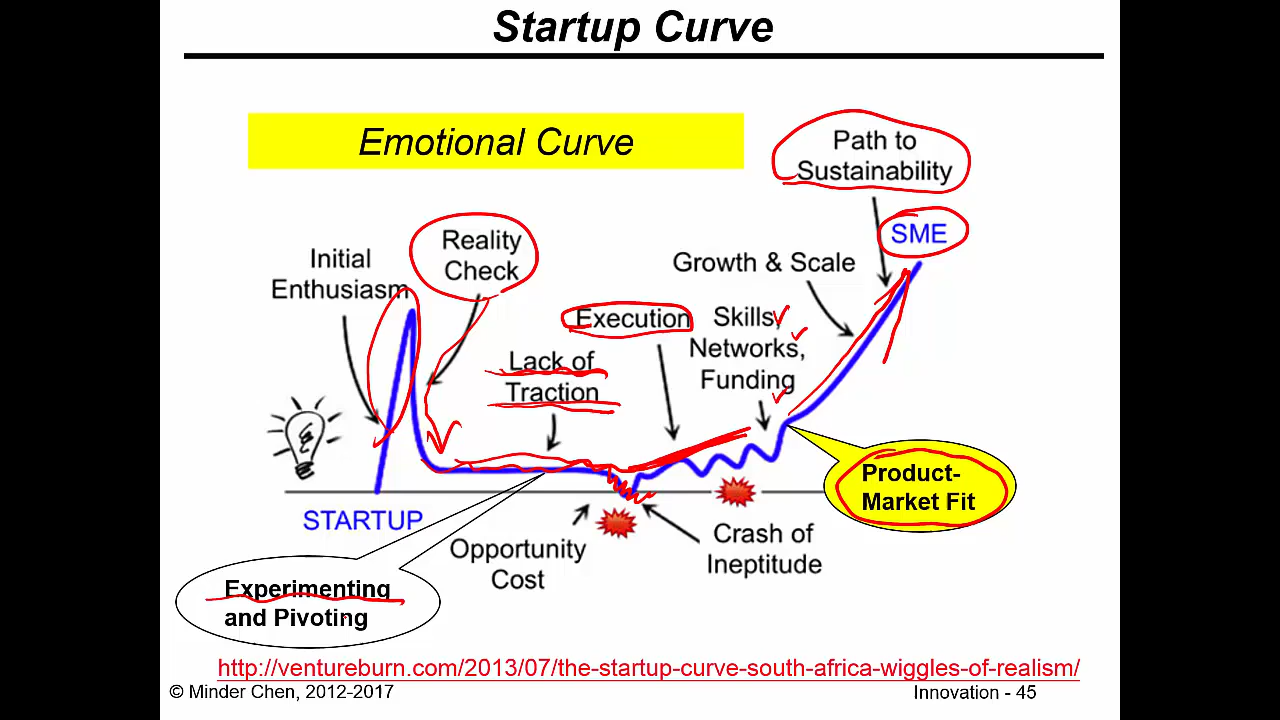 Startup Curve
Emotional Curve
Path to
Sustainability
SME
Reality
Check
Initial
Enthusiasm
Growth & Scale
Execution
Skills,
Networks,
Funding
Lack of
Traction
Product-
Market Fit
STARTUP
Opportunity
Cost
Crash of
Ineptitude
Experimenting
and Pivoting
http://ventureburn.com/2013/07/the-startup-curve-south-africa-wiggles-of-realism/
© Minder Chen, 2012-2017
Innovation - 45